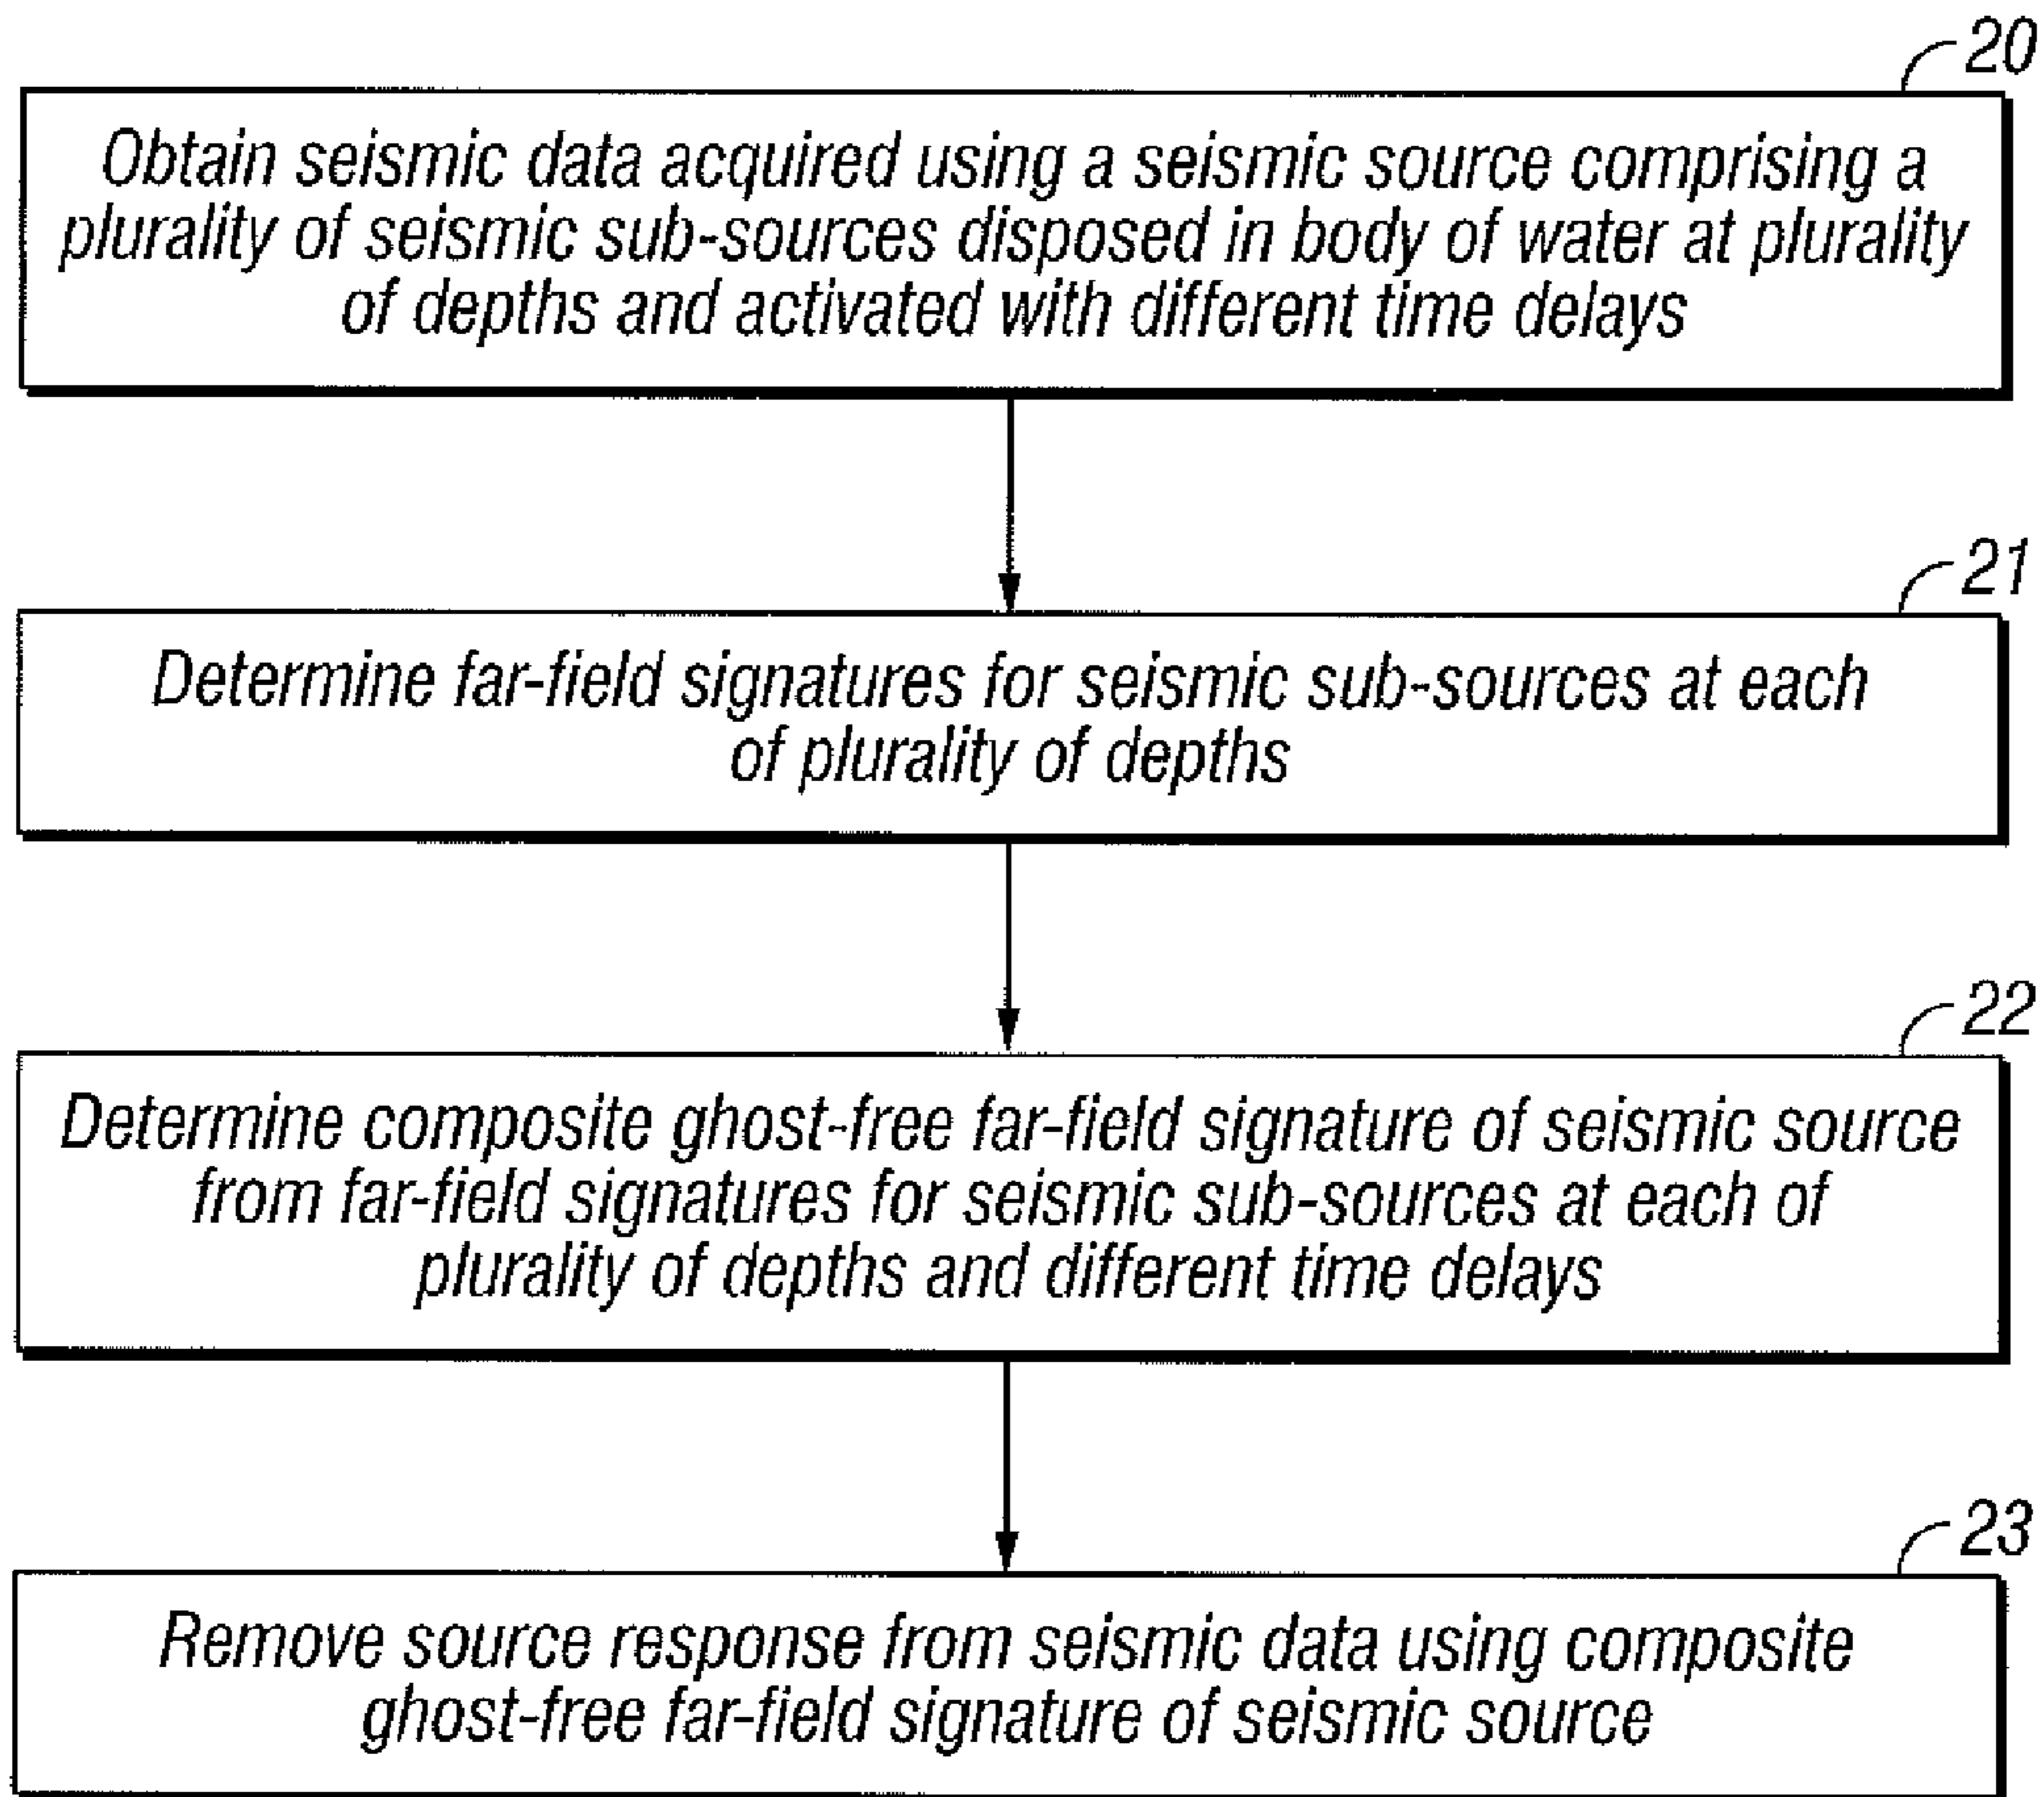 20
Obtain seismic data acquired using a seismic source comprising a
plurality of seismic sub-sources disposed in body of water at plurality
of depths and activated with different time delays
21
Determine far-field signatures for seismic sub-sources at each
of plurality of depths
22
Determine composite ghost-free far-field signature of seismic source
from far-field signatures for seismic sub-sources at each of
plurality of depths and different time delays
23
Remove source response from seismic data using composite
ghost-free far-field signature of seismic source